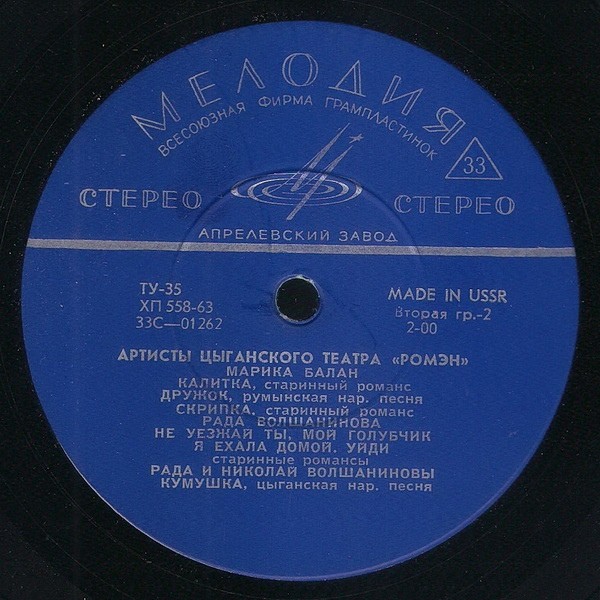 МЕЛОДИЯ
ВСЕСОЮЗНАЯ ФИРМА ГРАМПЛАСТИНОК
33
СТЕРЕО
СТЕРЕО
АПРЕЛЕВСКИЙ ЗАВОД
ТУ-35
ХП 558-63
33С—01262
MADE IN USSR
Вторая гр.-2
2-00
АРТИСТЫ ЦЫГАНСКОГО ТЕАТРА «РОМЭН»
МАРИКА БАЛАН
КАЛИТКА, старинный романс
ДРУЖОК, румынская нар. песня
СКРИПКА, старинный романс
РАДА ВОЛШАНИНОВА
НЕ УЕЗЖАЙ ТЫ, МОЙ ГОЛУБЧИК
Я ЕХАЛА ДОМОЙ. УЙДИ
старинные романсы
РАДА И НИКОЛАЙ ВОЛШАНИНОВЫ
КУМУШКА, цыганская нар. песня